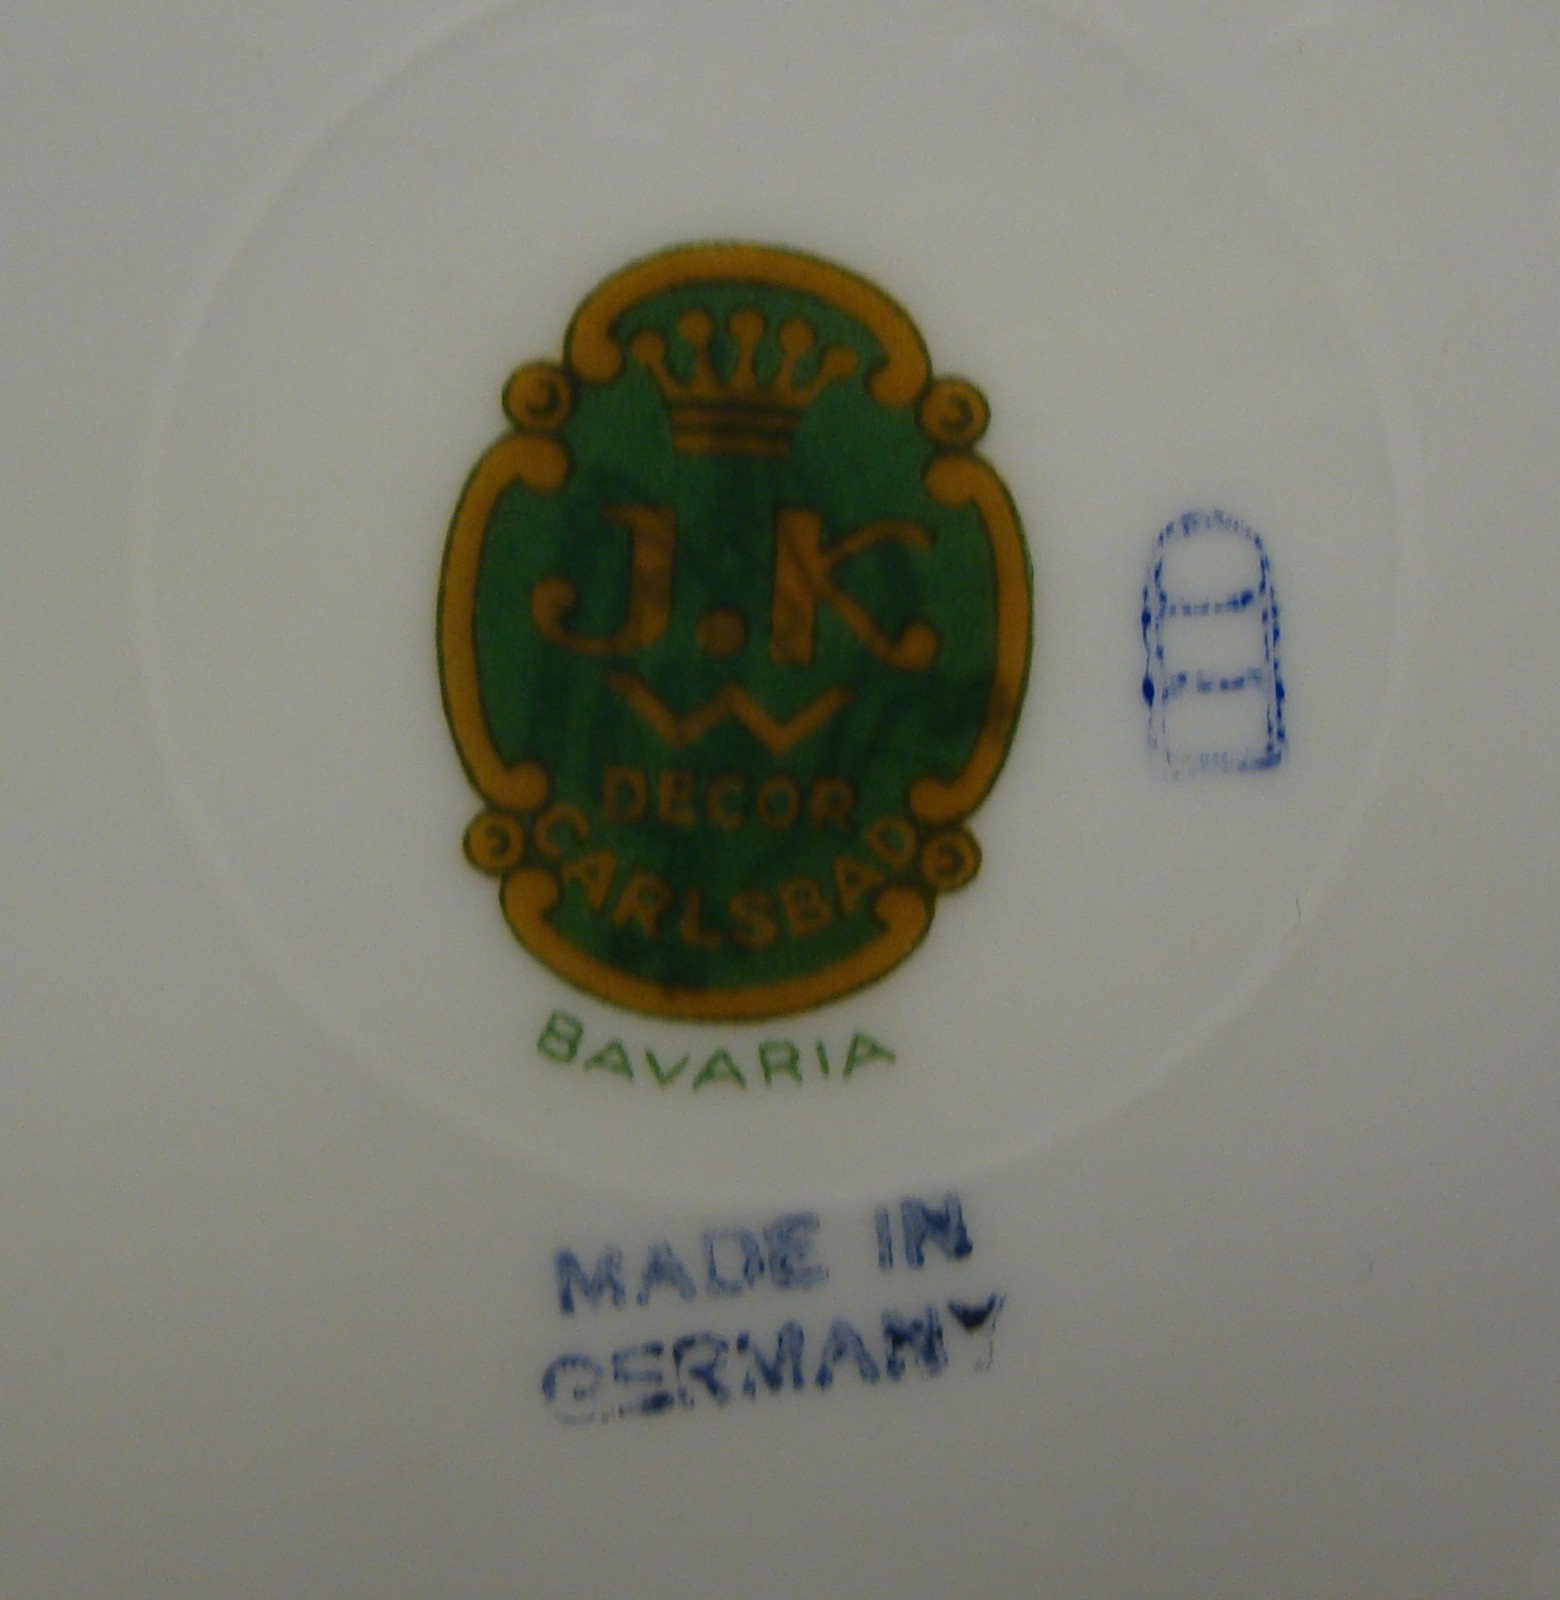 J.K
W
DECOR
CARLSBAD
BAVARIA
MADE IN
GERMANY